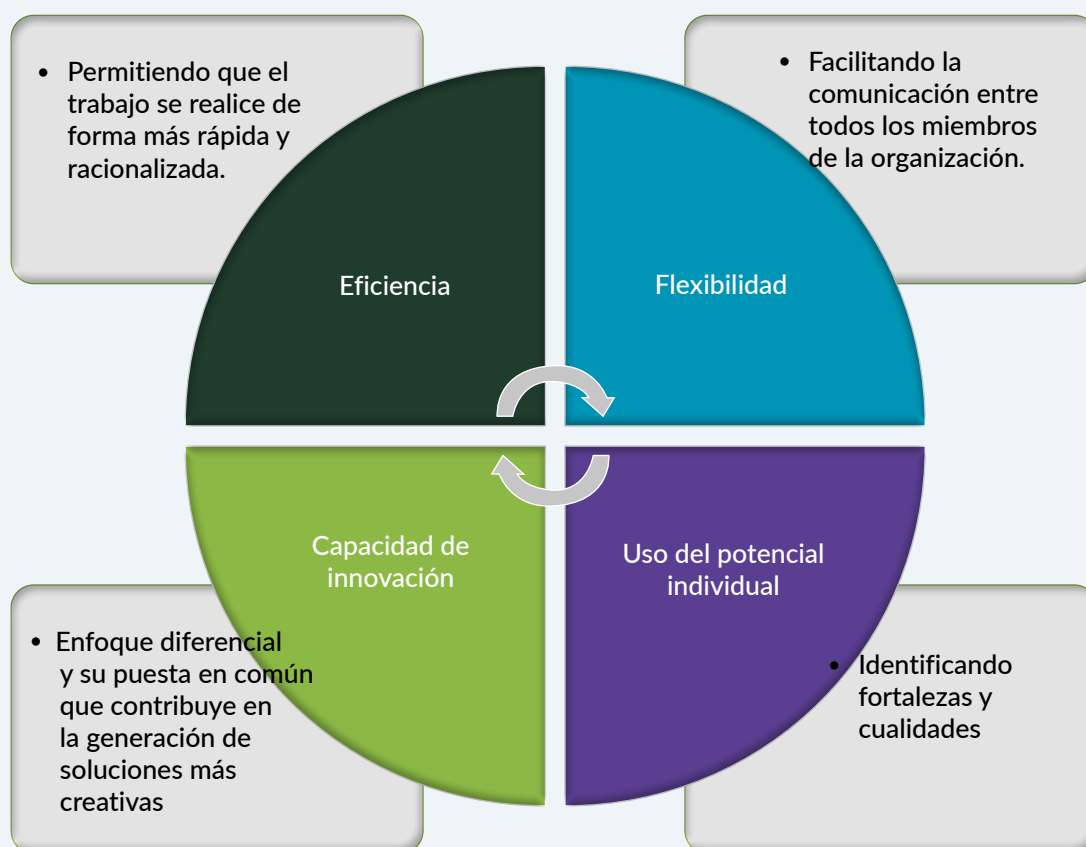 • Permitiendo que el
trabajo se realice de
forma más rápida y
racionalizada.
• Facilitando la
comunicación entre
todos los miembros
de la organización.
Eficiencia
Flexibilidad
Capacidad de
innovación
Uso del potencial
individual
• Enfoque diferencial
y su puesta en común
que contribuye en
la generación de
soluciones más
creativas
• Identificando
fortalezas y
cualidades